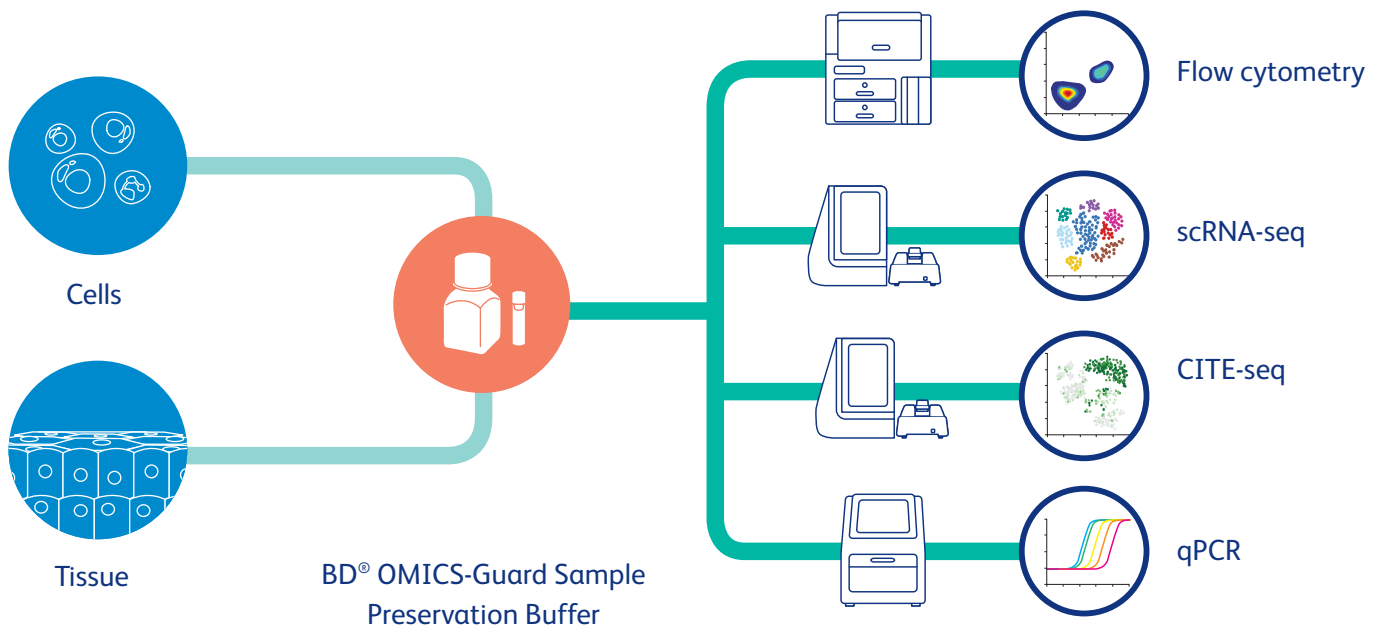 Cells
Tissue
BD® OMICS-Guard Sample
Preservation Buffer
Flow cytometry
scRNA-seq
CITE-seq
qPCR